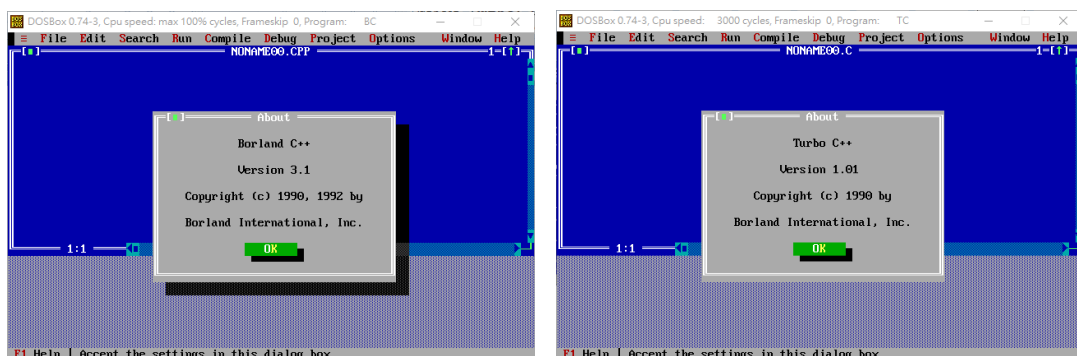 DOSBox 0.74-3, Cpu speed: max 100% cycles, Frameskip 0, Program: BC
≡ File Edit Search Run Compile Debug Project Options Window Help
[■] NONAME00.CPP 1=[↑]
[■] About
Borland C++
Version 3.1
Copyright (c) 1990, 1992 by
Borland International, Inc.
OK
1:1
F1 Help | Accept the settings in this dialog box
DOSBox 0.74-3, Cpu speed: 3000 cycles, Frameskip 0, Program: TC
≡ File Edit Search Run Compile Debug Project Options Window Help
[■] NONAME00.C 1=[↑]
[■] About
Turbo C++
Version 1.01
Copyright (c) 1990 by
Borland International, Inc.
OK
1:1
F1 Help | Accept the settings in this dialog box